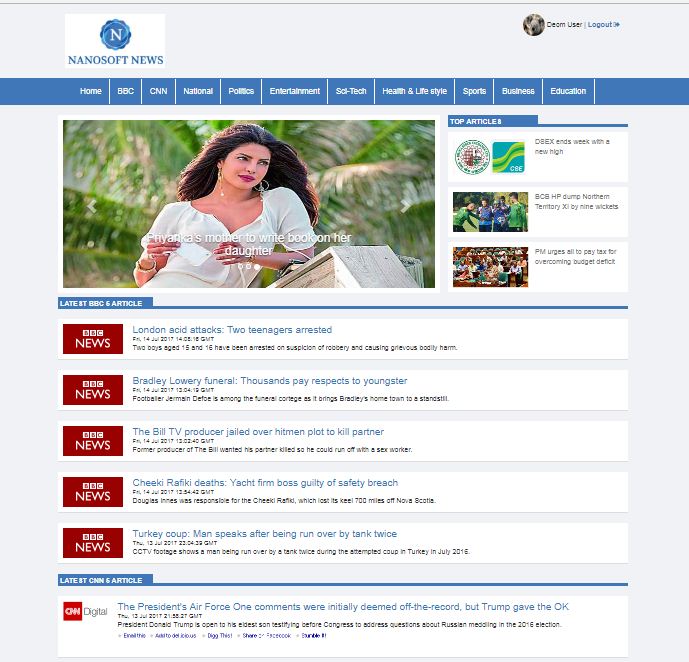 N
NANOSOFT NEWS
Deom User | Logout
Home
BBC
CNN
National
Politics
Entertainment
Sci-Tech
Health & Life style
Sports
Business
Education
Priyanka's mother to write book on her
daughter
TOP ARTICLES
CSE
DSEX ends week with a
new high
BCB HP dump Northern
Territory XI by nine wickets
PM urges all to pay tax for
overcoming budget deficit
LATEST BBC 5 ARTICLE
BBC
NEWS
London acid attacks: Two teenagers arrested
Fri, 14 Jul 2017 14:05:16 GMT
Two boys aged 15 and 16 have been arrested on suspicion of robbery and causing grievous bodily harm.
BBC
NEWS
Bradley Lowery funeral: Thousands pay respects to youngster
Fri, 14 Jul 2017 13:04:19 GMT
Footballer Jermain Defoe is among the funeral cortege as it brings Bradley's home town to a standstill.
BBC
NEWS
The Bill TV producer jailed over hitmen plot to kill partner
Fri, 14 Jul 2017 13:02:40 GMT
Former producer of The Bill wanted his partner killed so he could run off with a sex worker.
BBC
NEWS
Cheeki Rafiki deaths: Yacht firm boss guilty of safety breach
Fri, 14 Jul 2017 13:54:42 GMT
Douglas Innes was responsible for the Cheeki Rafiki, which lost its keel 700 miles off Nova Scotia.
BBC
NEWS
Turkey coup: Man speaks after being run over by tank twice
Thu, 13 Jul 2017 23:04:39 GMT
CCTV footage shows a man being run over by a tank twice during the attempted coup in Turkey in July 2016.
LATEST CNN 5 ARTICLE
CNN Digital
The President's Air Force One comments were initially deemed off-the-record, but Trump gave the OK
Thu, 13 Jul 2017 21:58:27 GMT
President Donald Trump is open to his eldest son testifying before Congress to address questions about Russian meddling in the 2016 election.
Email this Add to del.icio.us Digg This! Share on Facebook Stumble It!